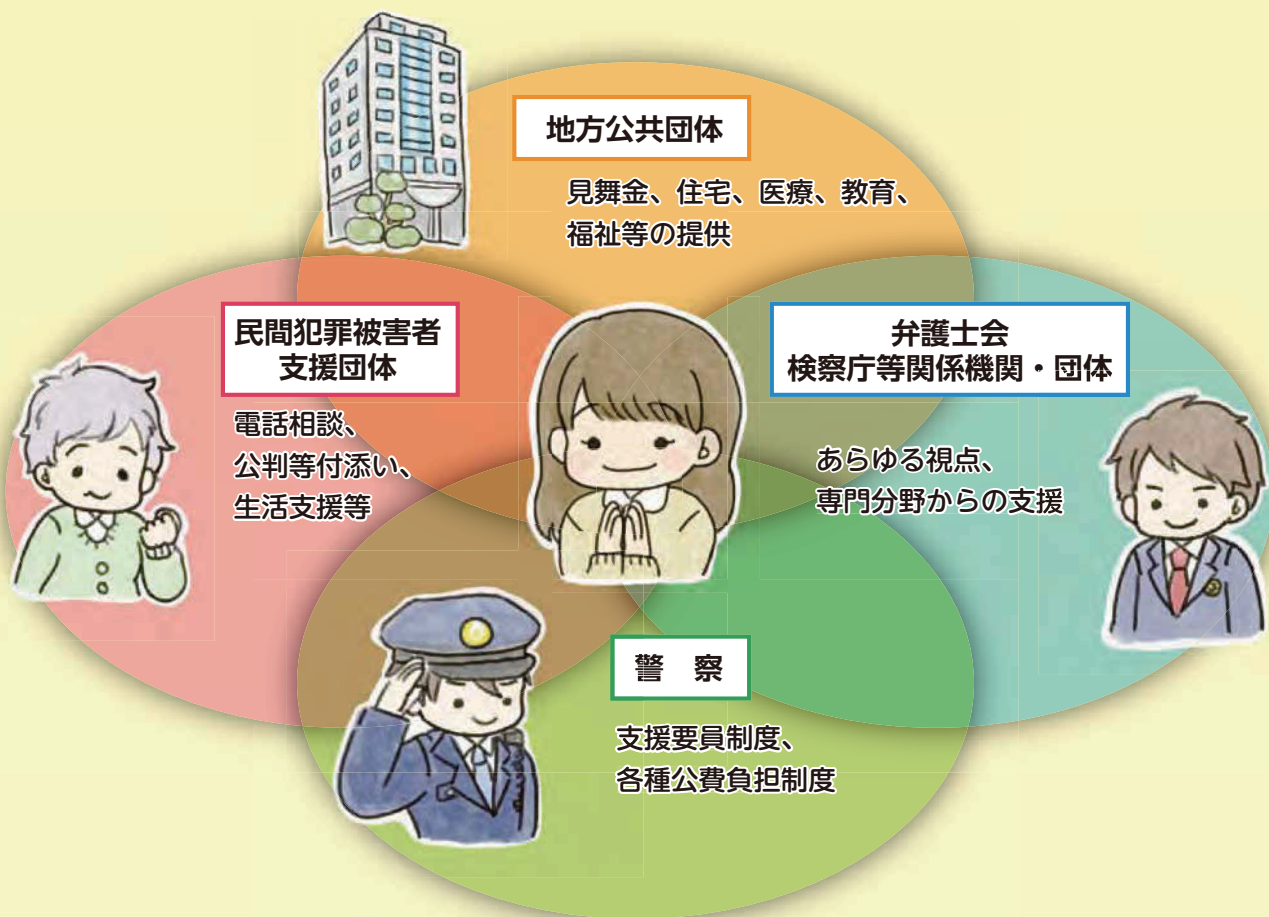 地方公共団体
見舞金、住宅、医療、教育、
福祉等の提供
民間犯罪被害者
支援団体
電話相談、
公判等付添い、
生活支援等
弁護士会
検察庁等関係機関・団体
あらゆる視点、
専門分野からの支援
警　察
支援要員制度、
各種公費負担制度